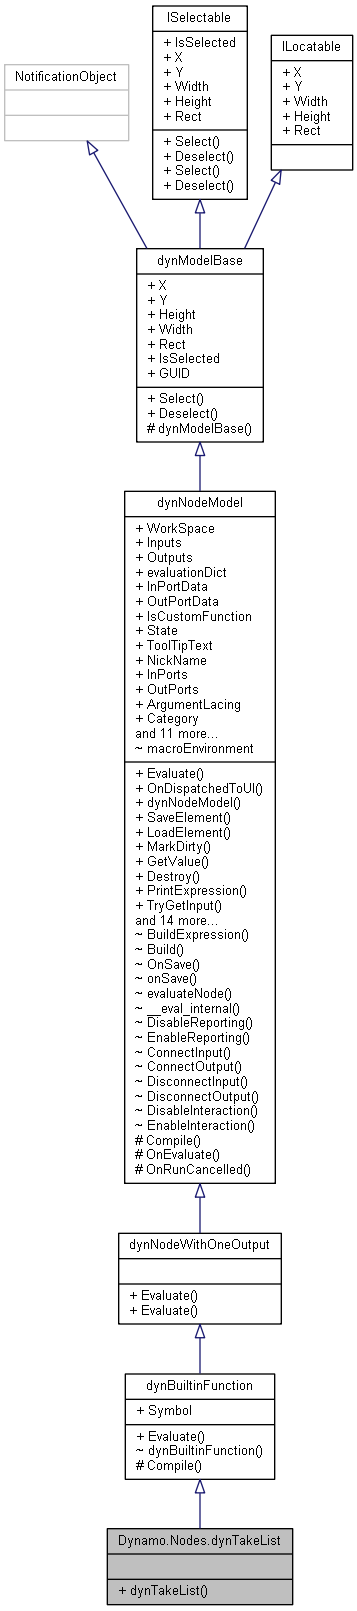 ISelectable
+ IsSelected
+ X
+ Y
+ Width
+ Height
+ Rect
+ Select()
+ Deselect()
+ Select()
+ Deselect()
ILocatable
+ X
+ Y
+ Width
+ Height
+ Rect
NotificationObject
dynModelBase
+ X
+ Y
+ Height
+ Width
+ Rect
+ IsSelected
+ GUID
+ Select()
+ Deselect()
# dynModelBase()
dynNodeModel
+ WorkSpace
+ Inputs
+ Outputs
+ evaluationDict
+ InPortData
+ OutPortData
+ IsCustomFunction
+ State
+ ToolTipText
+ NickName
+ InPorts
+ OutPorts
+ ArgumentLacing
+ Category
and 11 more...
~ macroEnvironment
+ Evaluate()
+ OnDispatchedToUI()
+ dynNodeModel()
+ SaveElement()
+ LoadElement()
+ MarkDirty()
+ GetValue()
+ Destroy()
+ PrintExpression()
+ TryGetInput()
and 14 more...
~ BuildExpression()
~ Build()
~ OnSave()
~ onSave()
~ evaluateNode()
~ __eval_internal()
~ DisableReporting()
~ EnableReporting()
~ ConnectInput()
~ ConnectOutput()
~ DisconnectInput()
~ DisconnectOutput()
~ DisableInteraction()
~ EnableInteraction()
# Compile()
# OnEvaluate()
# OnRunCancelled()
dynNodeWithOneOutput
+ Evaluate()
+ Evaluate()
dynBuiltinFunction
+ Symbol
+ Evaluate()
~ dynBuiltinFunction()
# Compile()
Dynamo.Nodes.dynTakeList
+ dynTakeList()